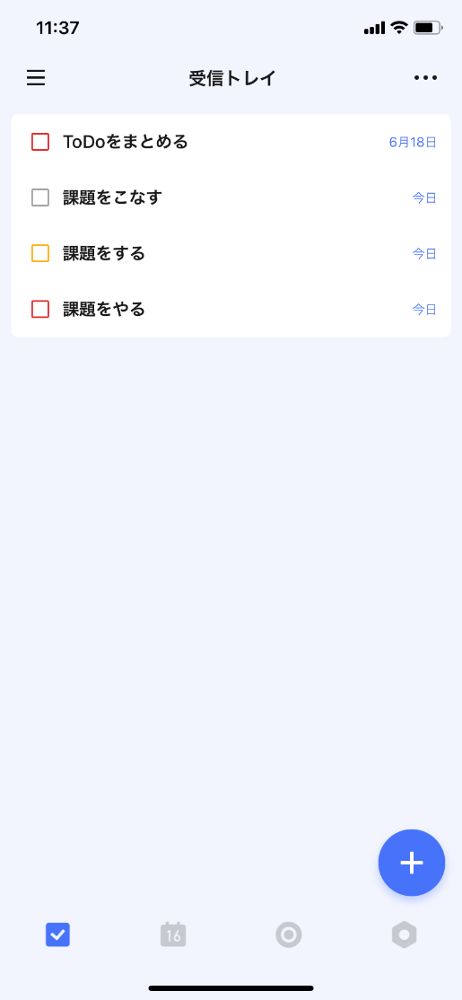 11:37
受信トレイ
ToDoをまとめる 6月18日
課題をこなす 今日
課題をする 今日
課題をやる 今日
16